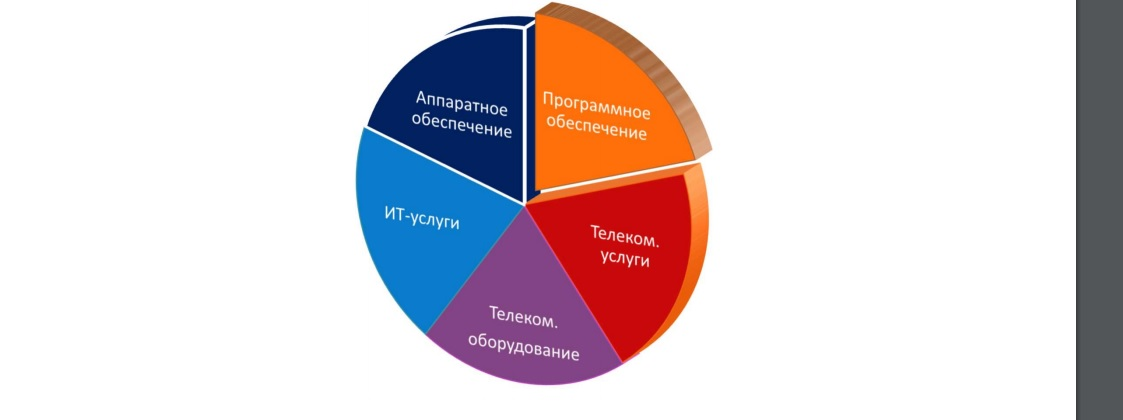 Аппаратное
обеспечение
Программное
обеспечение
ИТ-услуги
Телеком.
услуги
Телеком.
оборудование